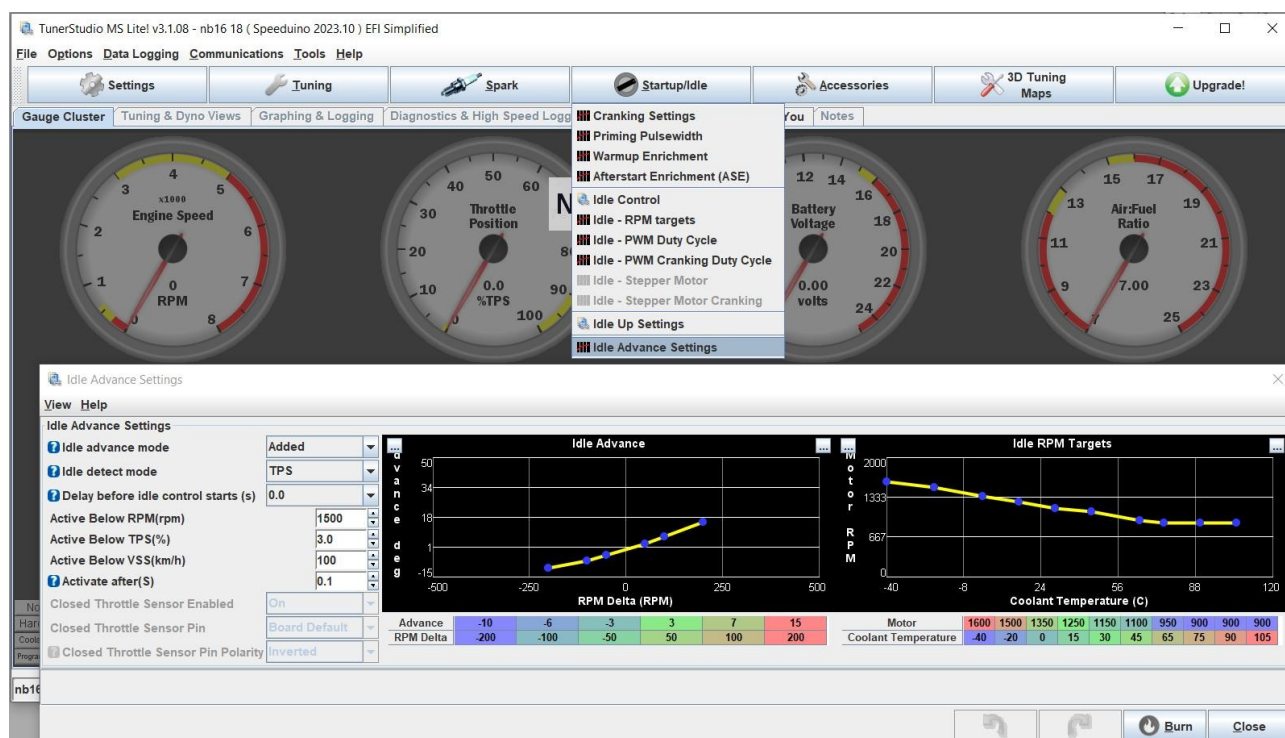 TunerStudio MS Lite! v3.1.08 - nb16 18 ( Speeduino 2023.10 ) EFI Simplified
File Options Data Logging Communications Tools Help
Settings Tuning Spark Startup/Idle Accessories 3D Tuning Maps Upgrade!
Gauge Cluster Tuning & Dyno Views Graphing & Logging Diagnostics & High Speed Logg You Notes
Cranking Settings
Priming Pulsewidth
Warmup Enrichment
Afterstart Enrichment (ASE)
Idle Control
Idle - RPM targets
Idle - PWM Duty Cycle
Idle - PWM Cranking Duty Cycle
Idle - Stepper Motor
Idle - Stepper Motor Cranking
Idle Up Settings
Idle Advance Settings
0 1 2 3 4 5 6 7 8
x1000
Engine Speed
0
RPM
0 10 20 30 40 50 60 80 90 100
Throttle
Position
0.0
%TPS
N
12 14 16 18 20 22 24
Battery
Voltage
0.00
volts
7 9 11 13 15 17 19 21 23 25
Air:Fuel
Ratio
7.00
Idle Advance Settings
View Help
Idle Advance Settings
Idle advance mode Added
Idle detect mode TPS
Delay before idle control starts (s) 0.0
Active Below RPM(rpm) 1500
Active Below TPS(%) 3.0
Active Below VSS(km/h) 100
Activate after(S) 0.1
Closed Throttle Sensor Enabled On
Closed Throttle Sensor Pin Board Default
Closed Throttle Sensor Pin Polarity Inverted
Idle Advance
dvance deg
50
34
18
1
-15
-500 -250 0 250 500
RPM Delta (RPM)
Advance -10 -6 -3 3 7 15
RPM Delta -200 -100 -50 50 100 200
Idle RPM Targets
Motor RPM
2000
1333
667
0
-40 -8 24 56 88 120
Coolant Temperature (C)
Motor 1600 1500 1350 1250 1150 1100 950 900 900 900
Coolant Temperature -40 -20 0 15 30 45 65 75 90 105
No
Hard
Cools
Progra
nb16
Burn Close